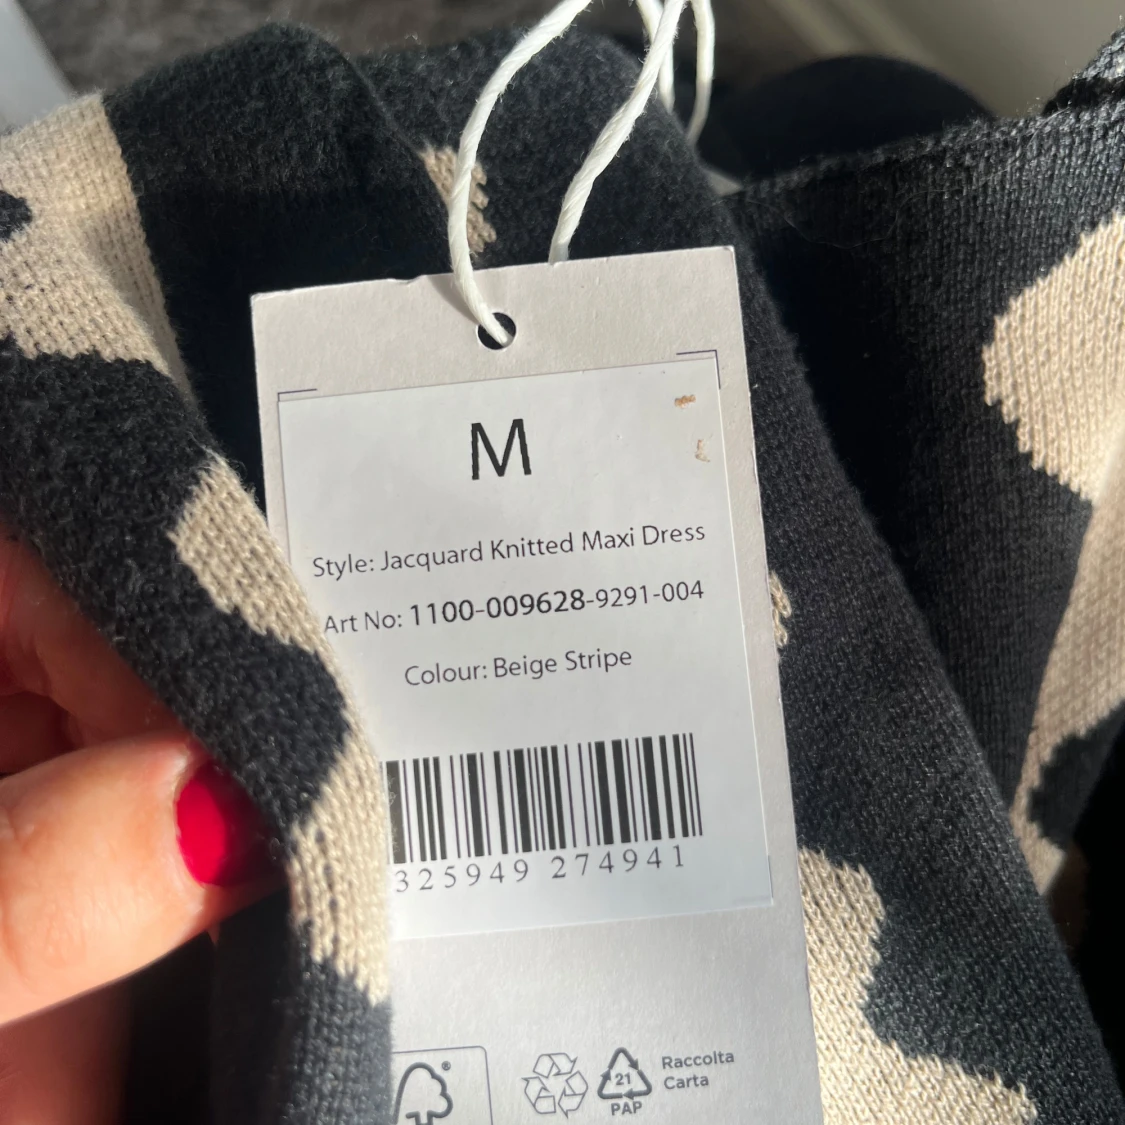 M
Style: Jacquard Knitted Maxi Dress
Art No: 1100-009628-9291-004
Colour: Beige Stripe
325949 274941
®
21
PAP
Raccolta
Carta